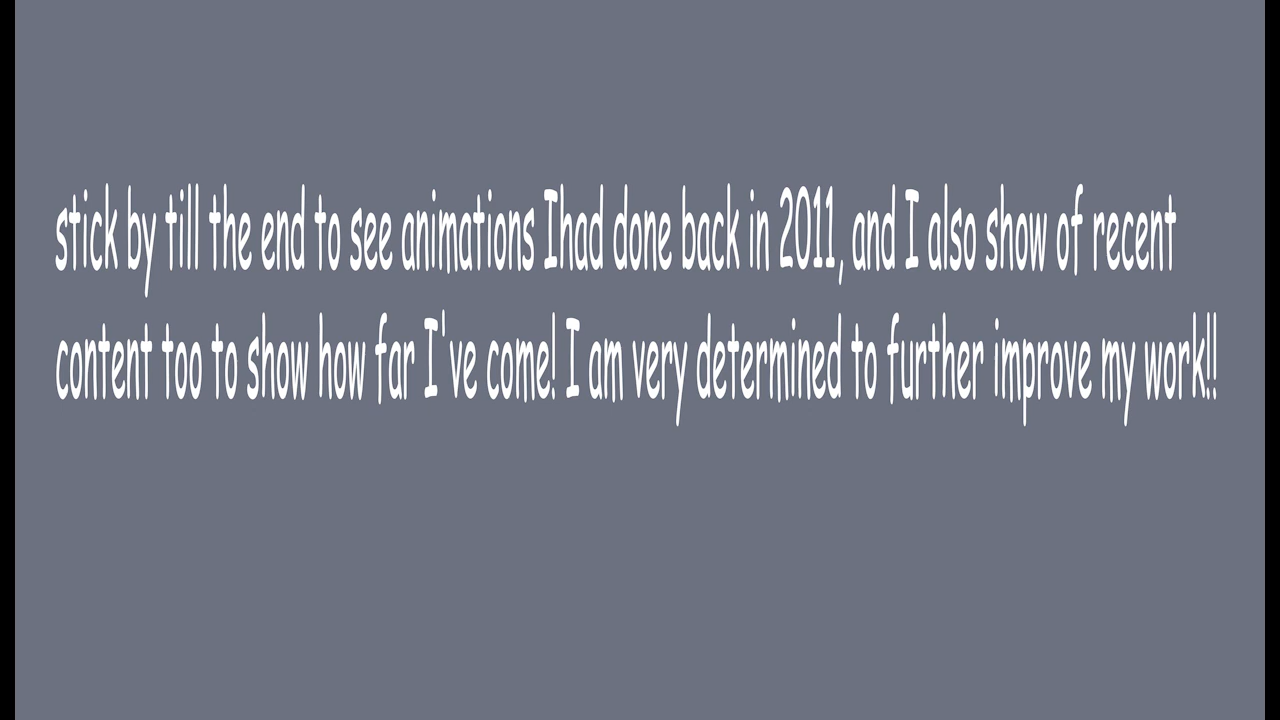 stick by till the end to see animations Ihad done back in 2011, and I also show of recent
content too to show how far I've come! I am very determined to further improve my work!!